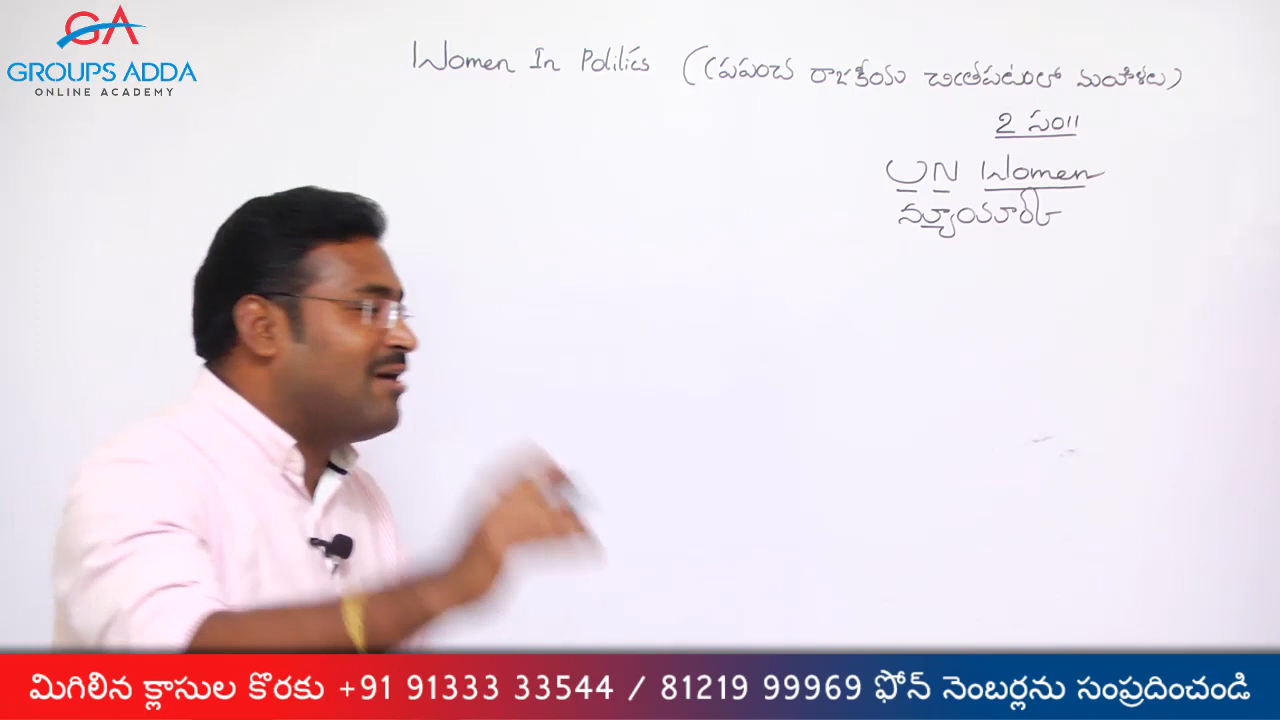 GA
GROUPS ADDA
ONLINE ACADEMY
Women In Politics (ప్రపంచ రాజకీయ చిత్రపటంలో మహిళలు)
2 సం॥
UN Women
న్యూయార్క్
మిగిలిన క్లాసుల కొరకు +91 91333 33544 / 81219 99969 ఫోన్ నెంబర్లను సంప్రదించండి